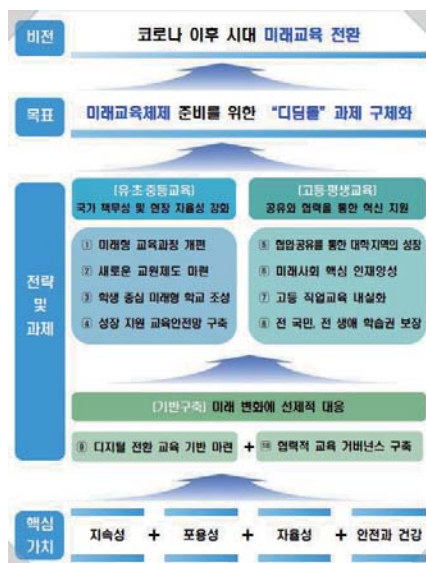 비전
코로나 이후 시대 미래교육 전환
목표
미래교육체제 준비를 위한 “디딤돌” 과제 구체화
전략
및
과제
[유·초·중등교육]
국가 책무성 및 현장 자율성 강화
① 미래형 교육과정 개편
② 새로운 교원제도 마련
③ 학생 중심 미래형 학교 조성
④ 성장 지원 교육안전망 구축
[고등·평생교육]
공유와 협력을 통한 혁신 지원
⑤ 협업공유를 통한 대학지역의 성장
⑥ 미래사회 핵심 인재양성
⑦ 고등 직업교육 내실화
⑧ 전 국민, 전 생애 학습권 보장
[기반구축] 미래 변화에 선제적 대응
⑨ 디지털 전환 교육 기반 마련 + ⑩ 협력적 교육 거버넌스 구축
핵심
가치
지속성 + 포용성 + 자율성 + 안전과 건강